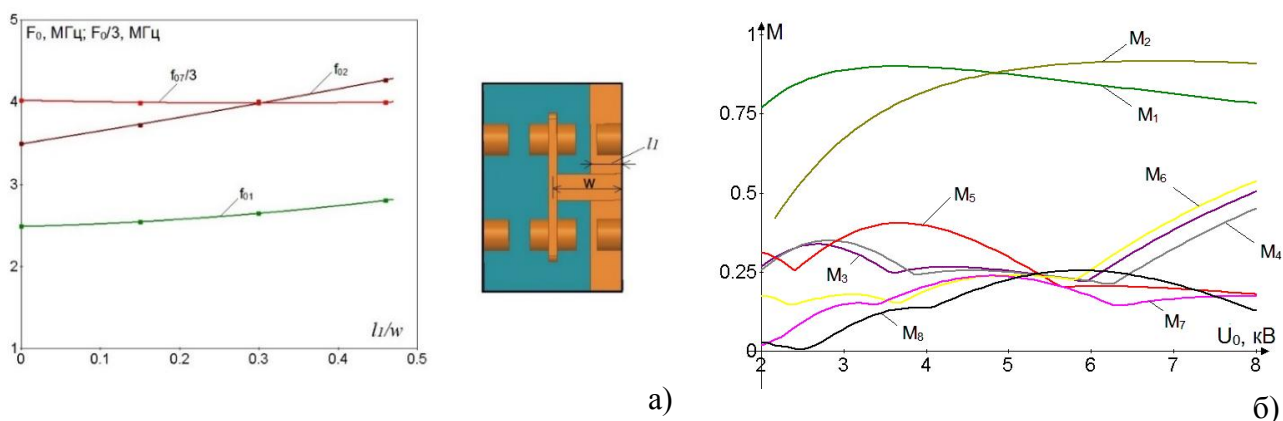 5
F₀, МГц; F₀/3, МГц
f₀₇/3
f₀₂
4
3
f₀₁
2
l₁/w
1
0
0.1
0.2
0.3
0.4
0.5
l₁
w
а)
1
M
M₂
M₁
0.75
M₆
0.5
M₅
M₄
M₃
0.25
M₈
M₇
0
U₀, кВ
2
3
4
5
6
7
8
б)